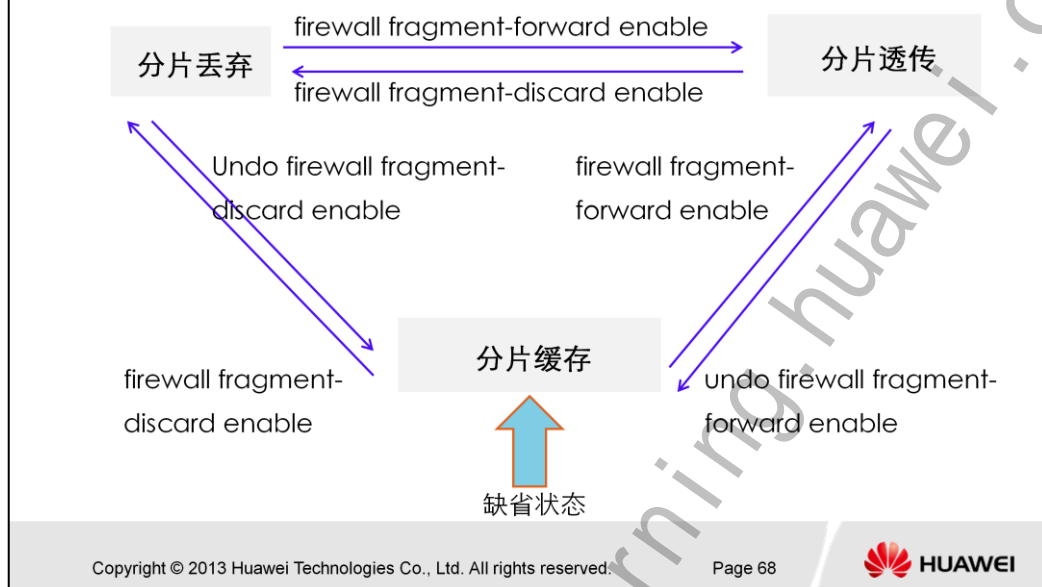 firewall fragment-forward enable
分片丢弃
分片透传
firewall fragment-discard enable
Undo firewall fragment-
discard enable
firewall fragment-
forward enable
分片缓存
firewall fragment-
discard enable
undo firewall fragment-
forward enable
缺省状态
Copyright © 2013 Huawei Technologies Co., Ltd. All rights reserved.
Page 68
HUAWEI
rning.huawei.c